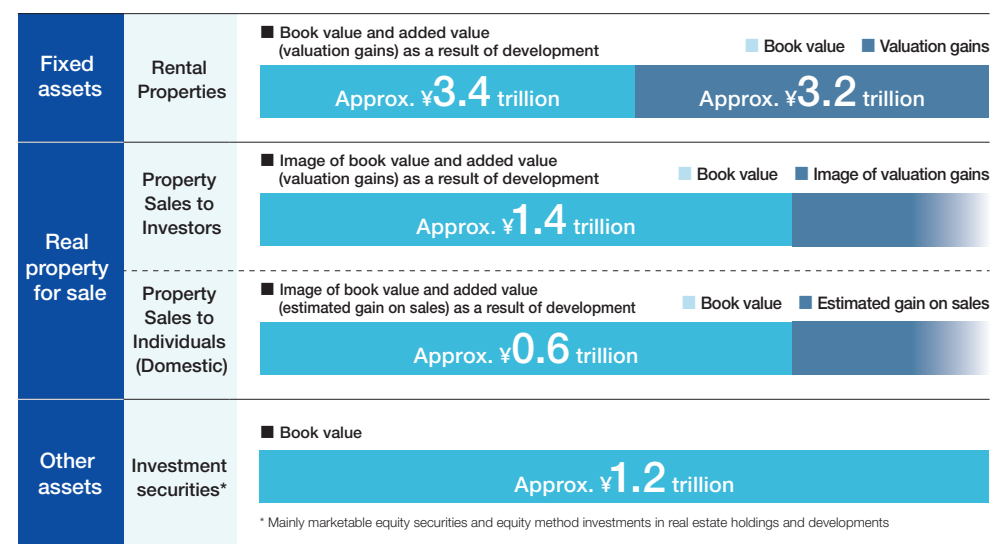 Fixed
assets
Rental
Properties
■ Book value and added value
(valuation gains) as a result of development
Book value
Valuation gains
Approx. ¥3.4 trillion
Approx. ¥3.2 trillion
Real
property
for sale
Property
Sales to
Investors
■ Image of book value and added value
(valuation gains) as a result of development
Book value
Image of valuation gains
Approx. ¥1.4 trillion
Property
Sales to
Individuals
(Domestic)
■ Image of book value and added value
(estimated gain on sales) as a result of development
Book value
Estimated gain on sales
Approx. ¥0.6 trillion
Other
assets
Investment
securities*
■ Book value
Approx. ¥1.2 trillion
* Mainly marketable equity securities and equity method investments in real estate holdings and developments